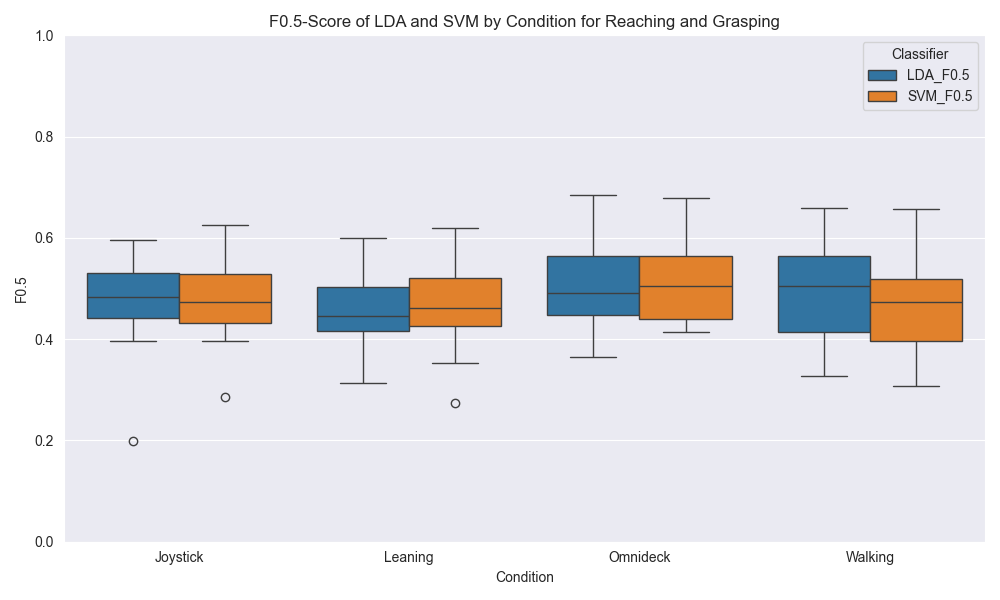 F0.5-Score of LDA and SVM by Condition for Reaching and Grasping
Classifier
LDA_F0.5
SVM_F0.5
F0.5
1.0
0.8
0.6
0.4
0.2
0.0
Joystick
Leaning
Omnideck
Walking
Condition